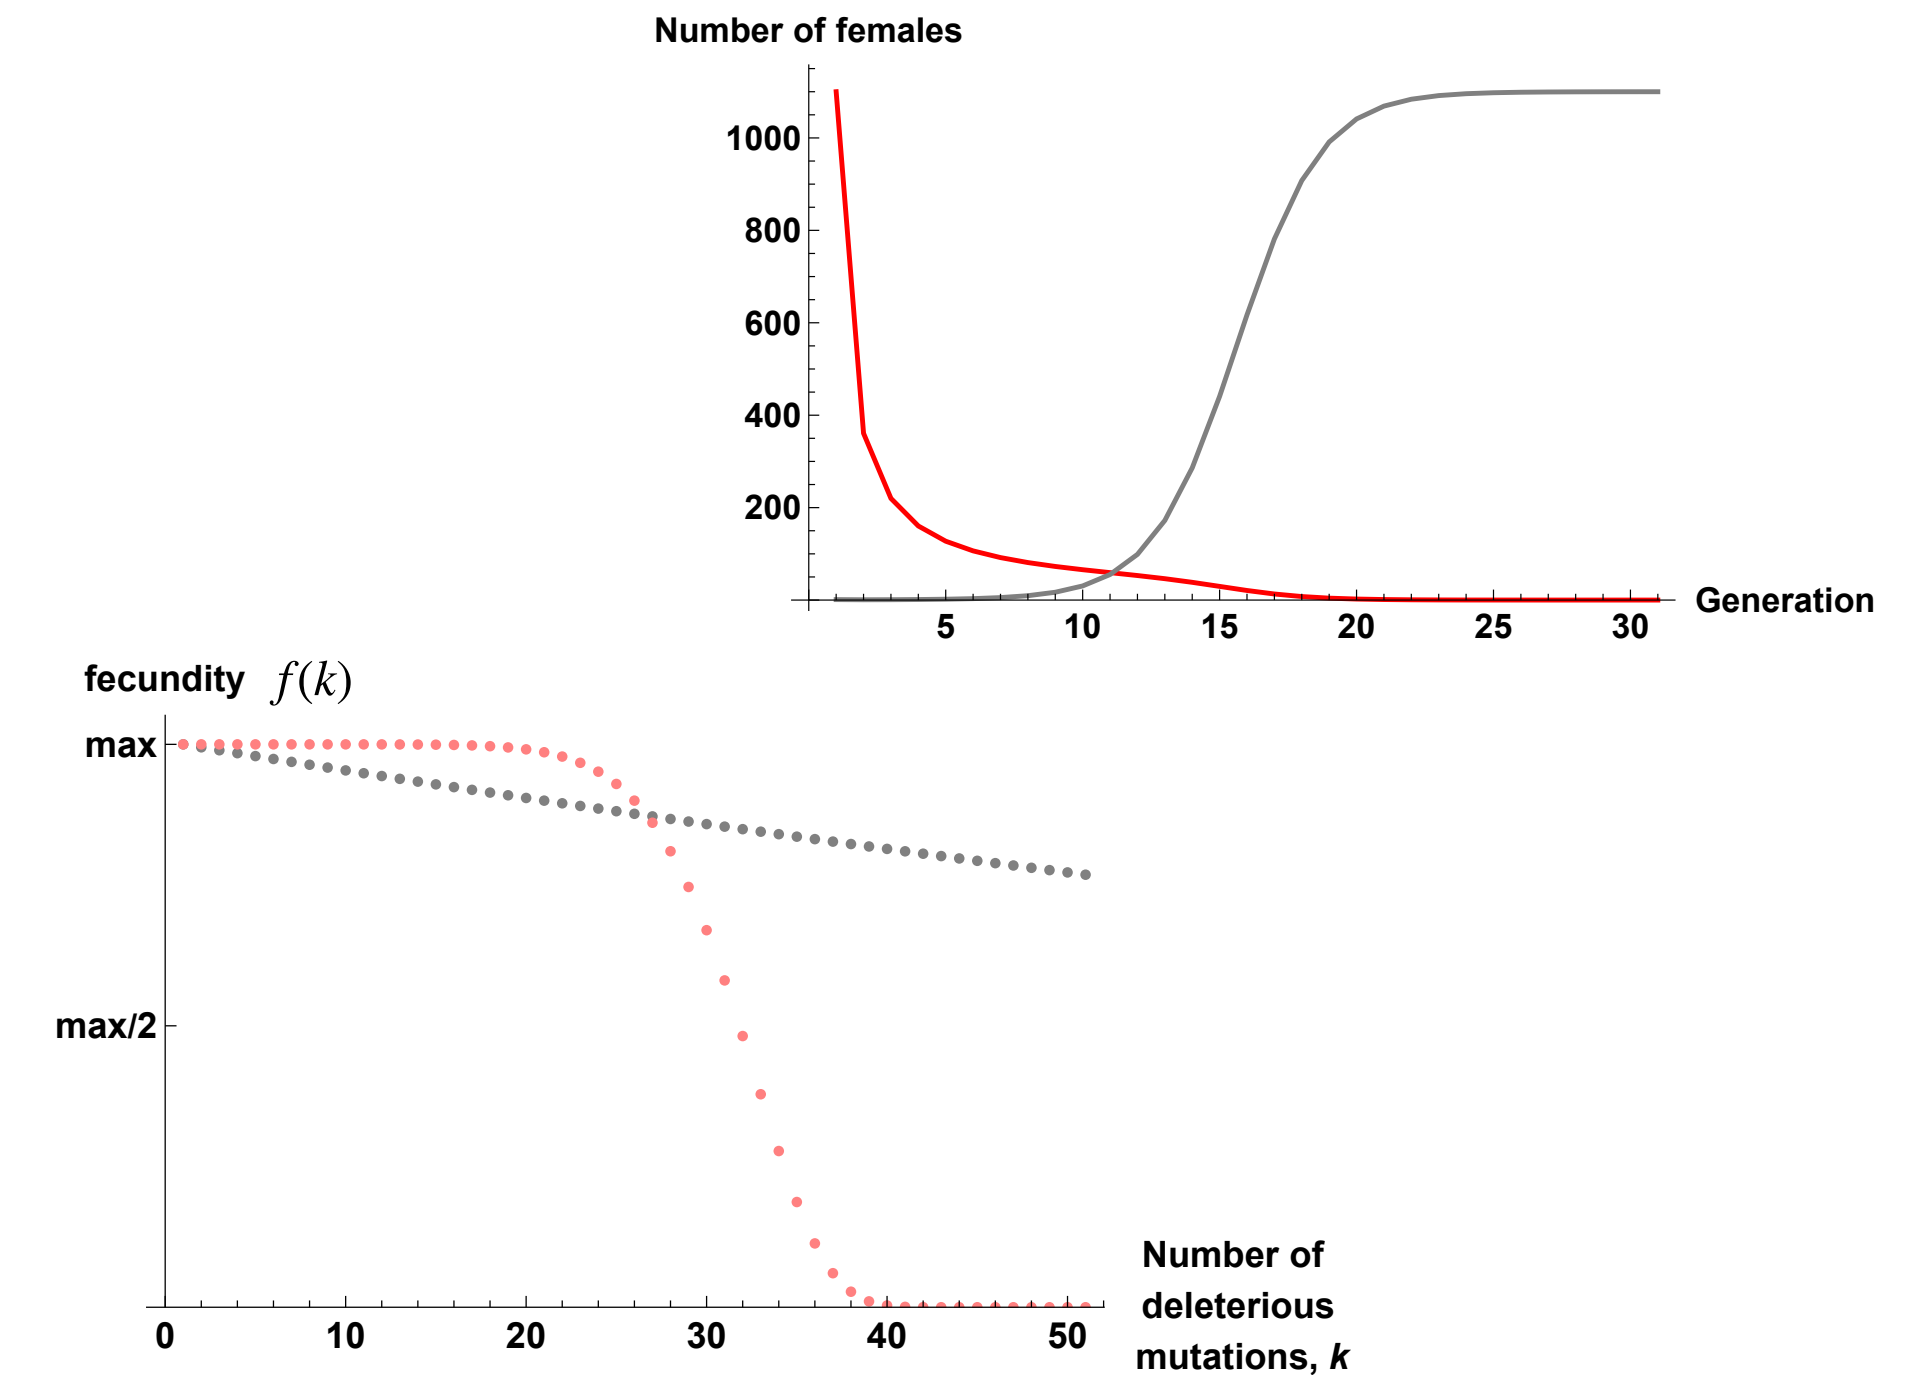 Number of females
1000
800
600
400
200
5 10 15 20 25 30
Generation
fecundity f(k)
max
max/2
0 10 20 30 40 50
Number of
deleterious
mutations, k